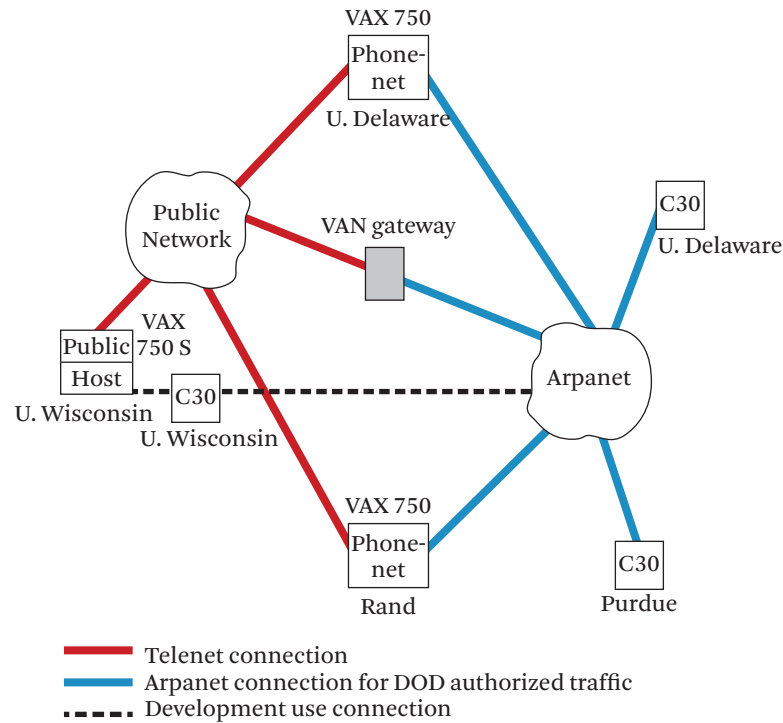 VAX 750
Phone-
net
U. Delaware
Public
Network
VAN gateway
C30
U. Delaware
VAX
750 S
Public
Host
U. Wisconsin
C30
U. Wisconsin
Arpanet
VAX 750
Phone-
net
Rand
C30
Purdue
Telenet connection
Arpanet connection for DOD authorized traffic
Development use connection